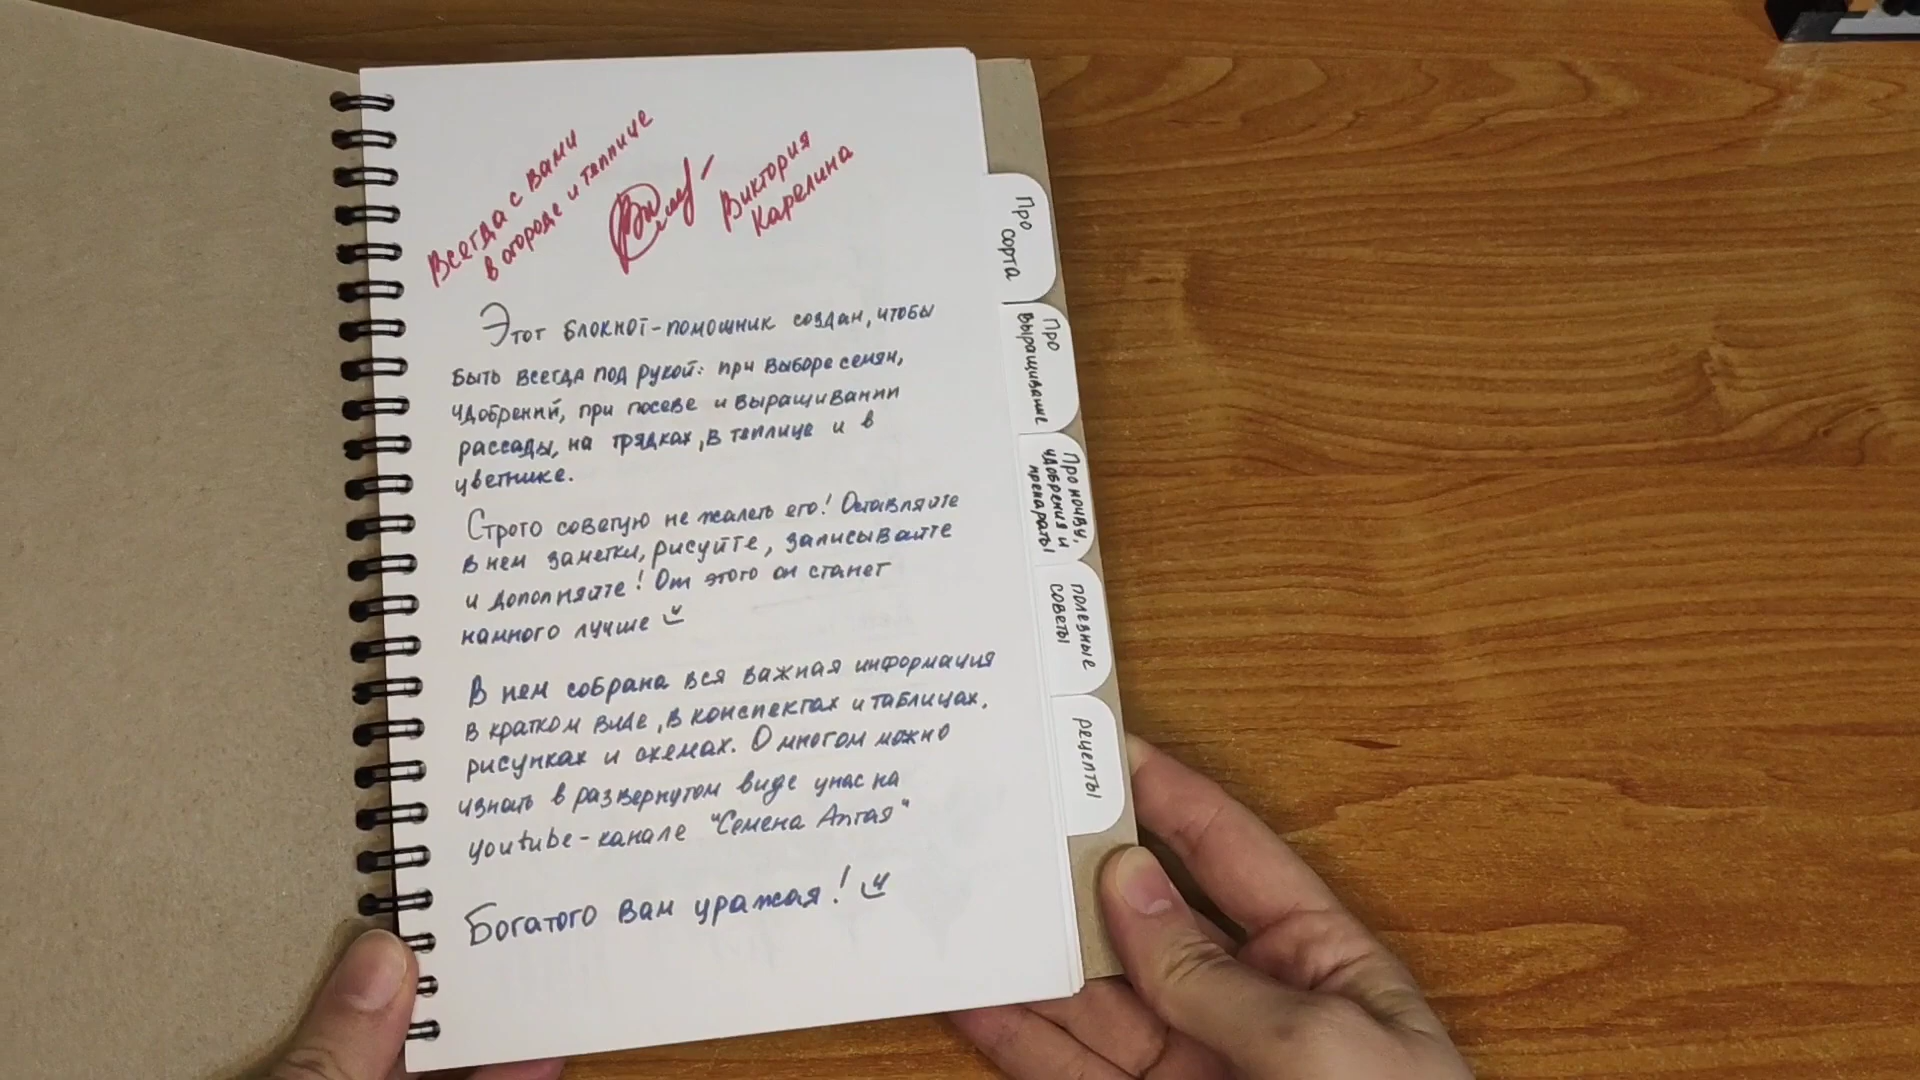 Всегда с вами
в огороде и теплице
Виктория
Карелина
Этот блокнот-помощник создан, чтобы
быть всегда под рукой: при выборе семян,
удобрений, при посеве и выращивании
рассады, на грядках, в теплице и в
цветнике.
Строго советую не жалеть его! Оставляйте
в нем заметки, рисуйте, записывайте
и дополняйте! От этого он станет
намного лучше
В нем собрана вся важная информация
в кратком виде, в конспектах и таблицах,
рисунках и схемах. О многом можно
узнать в развернутом виде у нас на
youtube-канале "Семена Алтая"
Богатого вам урожая!
Про
сорта
Про
выращивание
Про почву,
удобрения и
препараты
полезные
советы
рецепты